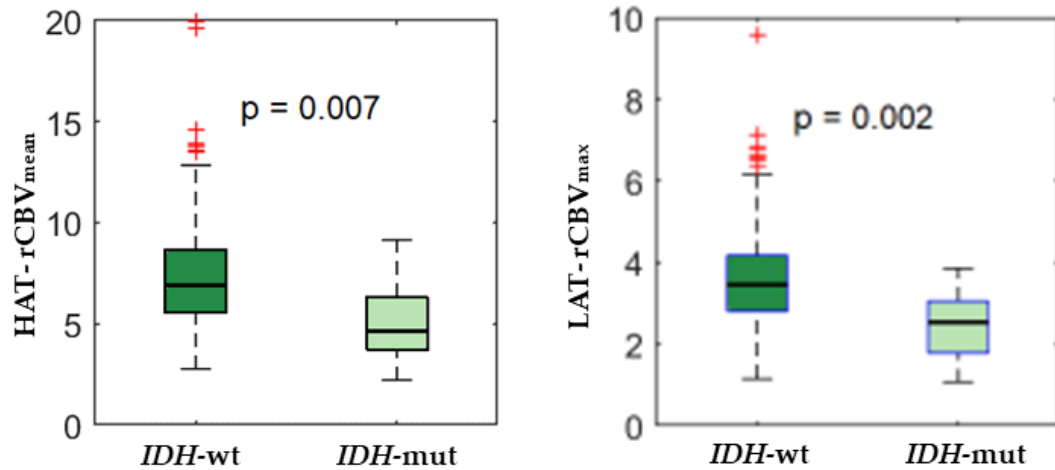 HAT- rCBVmean
20
15
10
5
0
p = 0.007
IDH-wt
IDH-mut
LAT- rCBVmax
10
8
6
4
2
0
p = 0.002
IDH-wt
IDH-mut